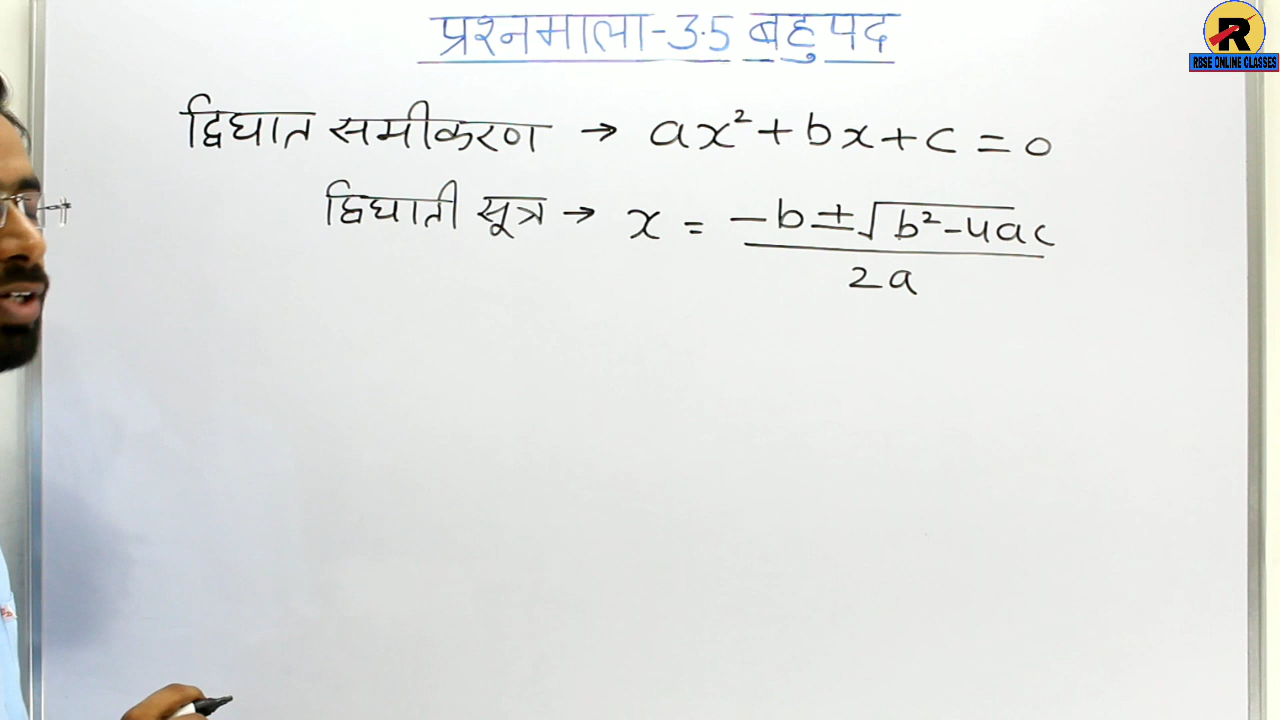 प्रश्नमाला-3.5 बहुपद
R
RBSE ONLINE CLASSES
द्विघात समीकरण → ax²+bx+c=0
द्विघाती सूत्र → x = -b±√b²-4ac
2a